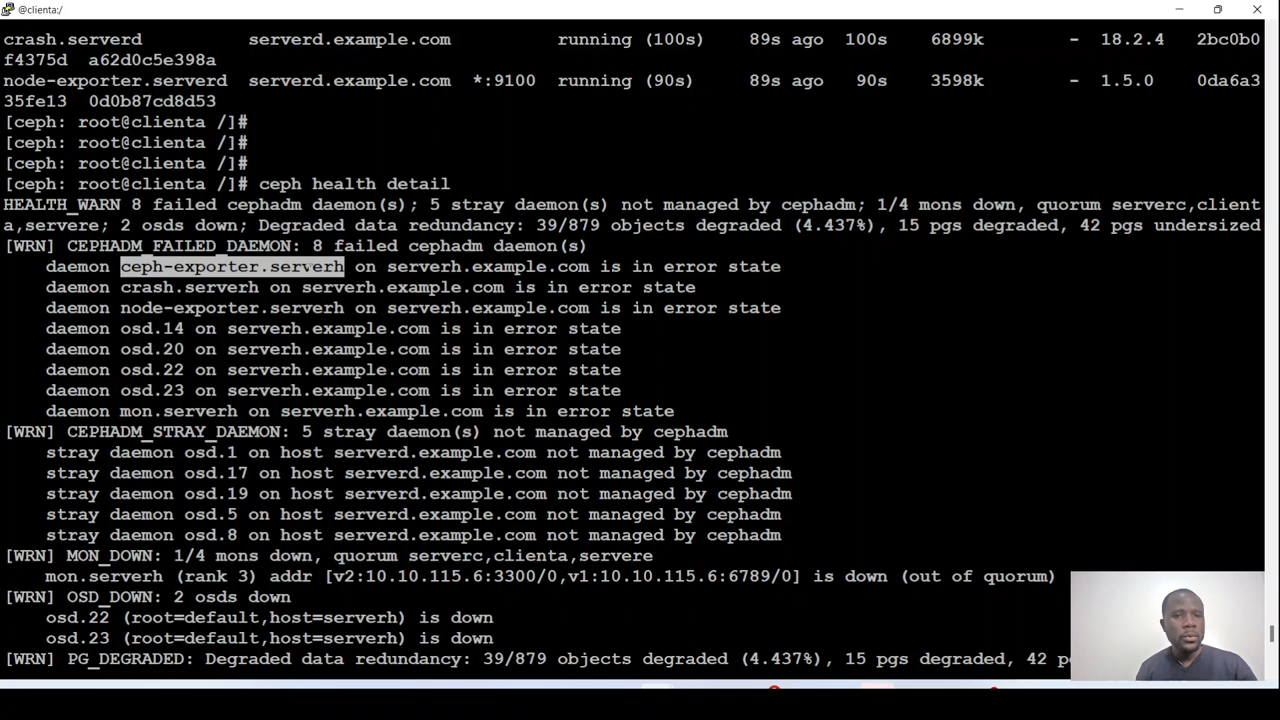 @clienta:/
crash.serverd serverd.example.com running (100s) 89s ago 100s 6899k - 18.2.4 2bc0b0
f4375d a62d0c5e398a
node-exporter.serverd serverd.example.com *:9100 running (90s) 89s ago 90s 3598k - 1.5.0 0da6a3
35fe13 0d0b87cd8d53
[ceph: root@clienta /]#
[ceph: root@clienta /]#
[ceph: root@clienta /]#
[ceph: root@clienta /]# ceph health detail
HEALTH_WARN 8 failed cephadm daemon(s); 5 stray daemon(s) not managed by cephadm; 1/4 mons down, quorum serverc,client
a,servere; 2 osds down; Degraded data redundancy: 39/879 objects degraded (4.437%), 15 pgs degraded, 42 pgs undersized
[WRN] CEPHADM_FAILED_DAEMON: 8 failed cephadm daemon(s)
daemon ceph-exporter.serverh on serverh.example.com is in error state
daemon crash.serverh on serverh.example.com is in error state
daemon node-exporter.serverh on serverh.example.com is in error state
daemon osd.14 on serverh.example.com is in error state
daemon osd.20 on serverh.example.com is in error state
daemon osd.22 on serverh.example.com is in error state
daemon osd.23 on serverh.example.com is in error state
daemon mon.serverh on serverh.example.com is in error state
[WRN] CEPHADM_STRAY_DAEMON: 5 stray daemon(s) not managed by cephadm
stray daemon osd.1 on host serverd.example.com not managed by cephadm
stray daemon osd.17 on host serverd.example.com not managed by cephadm
stray daemon osd.19 on host serverd.example.com not managed by cephadm
stray daemon osd.5 on host serverd.example.com not managed by cephadm
stray daemon osd.8 on host serverd.example.com not managed by cephadm
[WRN] MON_DOWN: 1/4 mons down, quorum serverc,clienta,servere
mon.serverh (rank 3) addr [v2:10.10.115.6:3300/0,v1:10.10.115.6:6789/0] is down (out of quorum)
[WRN] OSD_DOWN: 2 osds down
osd.22 (root=default,host=serverh) is down
osd.23 (root=default,host=serverh) is down
[WRN] PG_DEGRADED: Degraded data redundancy: 39/879 objects degraded (4.437%), 15 pgs degraded, 42